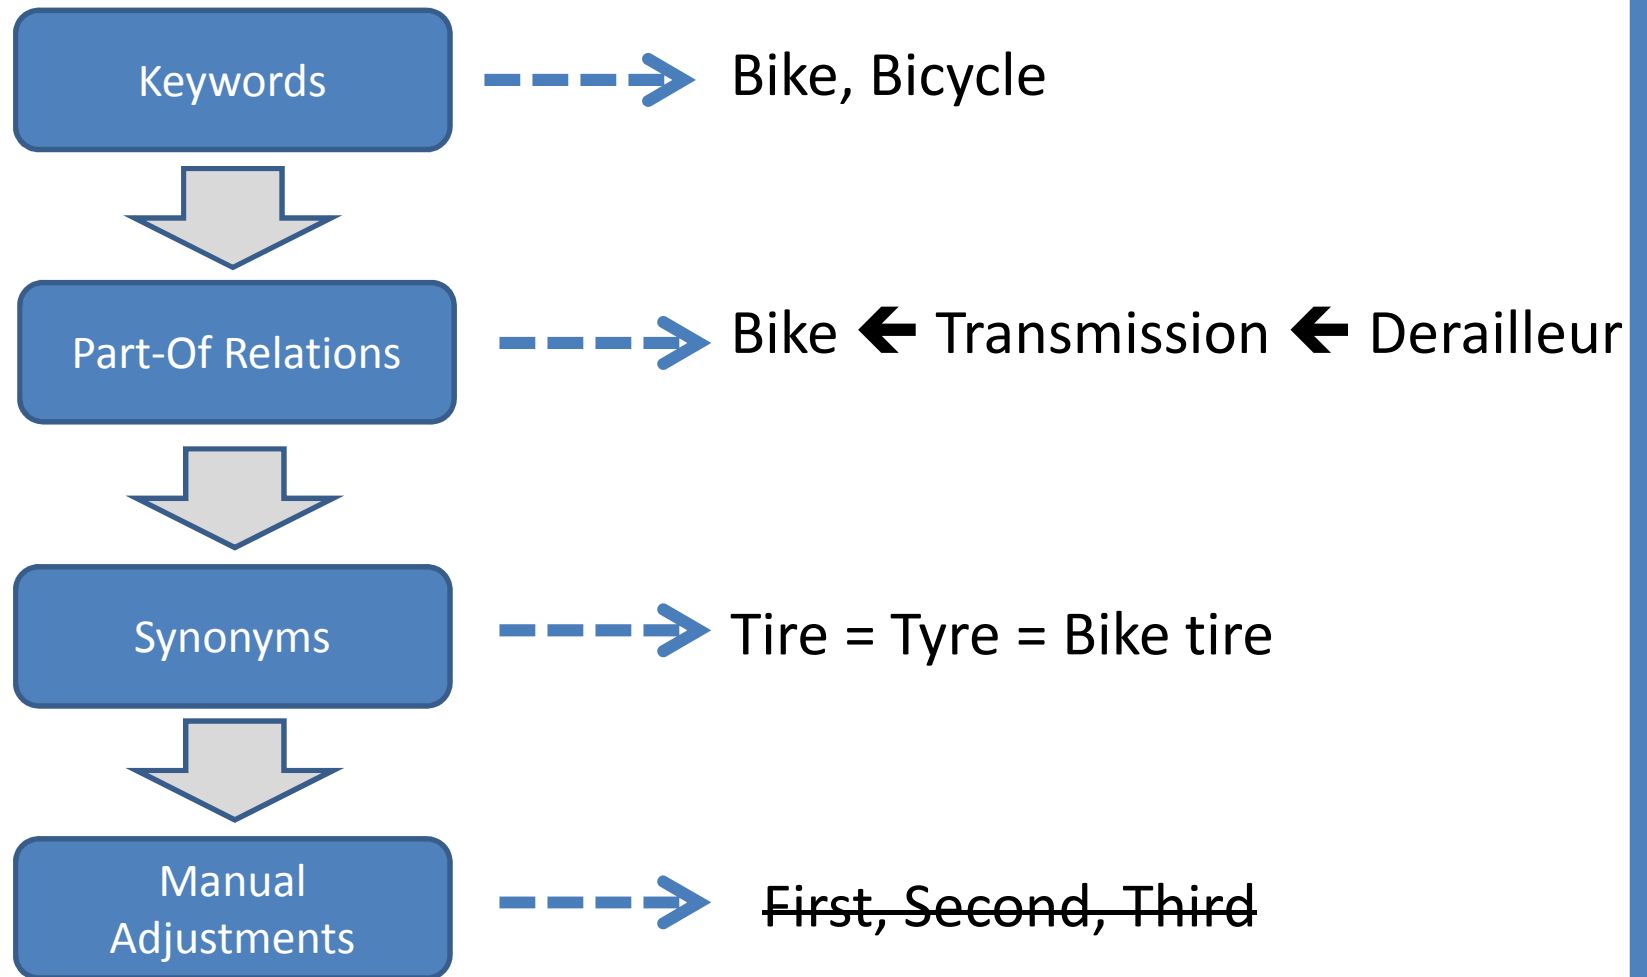 Keywords
Bike, Bicycle
Part-Of Relations
Bike 🡸 Transmission 🡸 Derailleur
Synonyms
Tire = Tyre = Bike tire
Manual
Adjustments
First, Second, Third